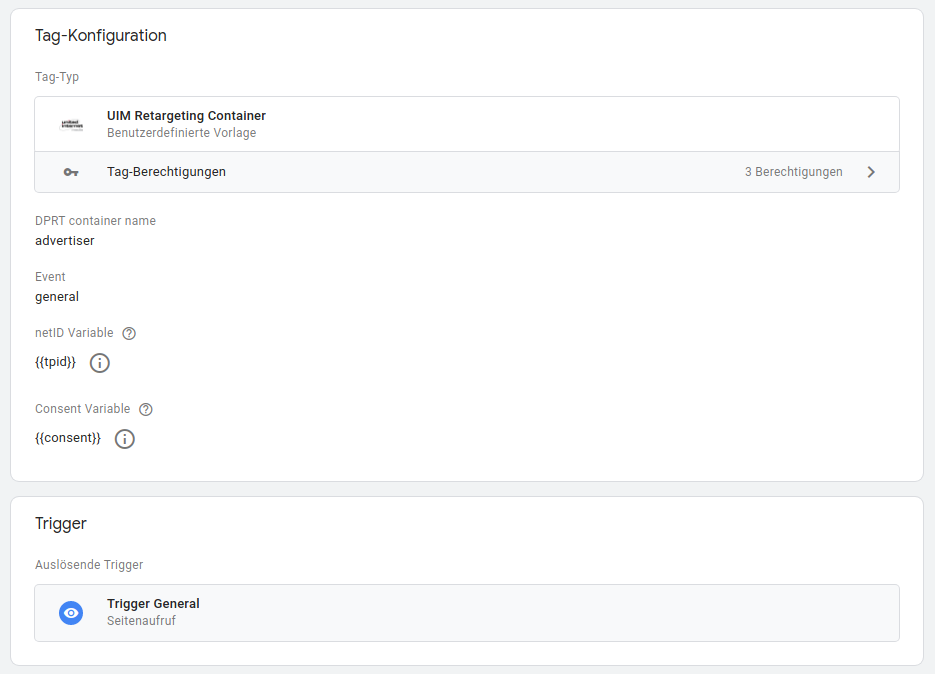 Tag-Konfiguration
Tag-Typ
UIM Retargeting Container
Benutzerdefinierte Vorlage
Tag-Berechtigungen
3 Berechtigungen
DPRT container name
advertiser
Event
general
netID Variable
{{tpid}}
Consent Variable
{{consent}}
Trigger
Auslösende Trigger
Trigger General
Seitenaufruf